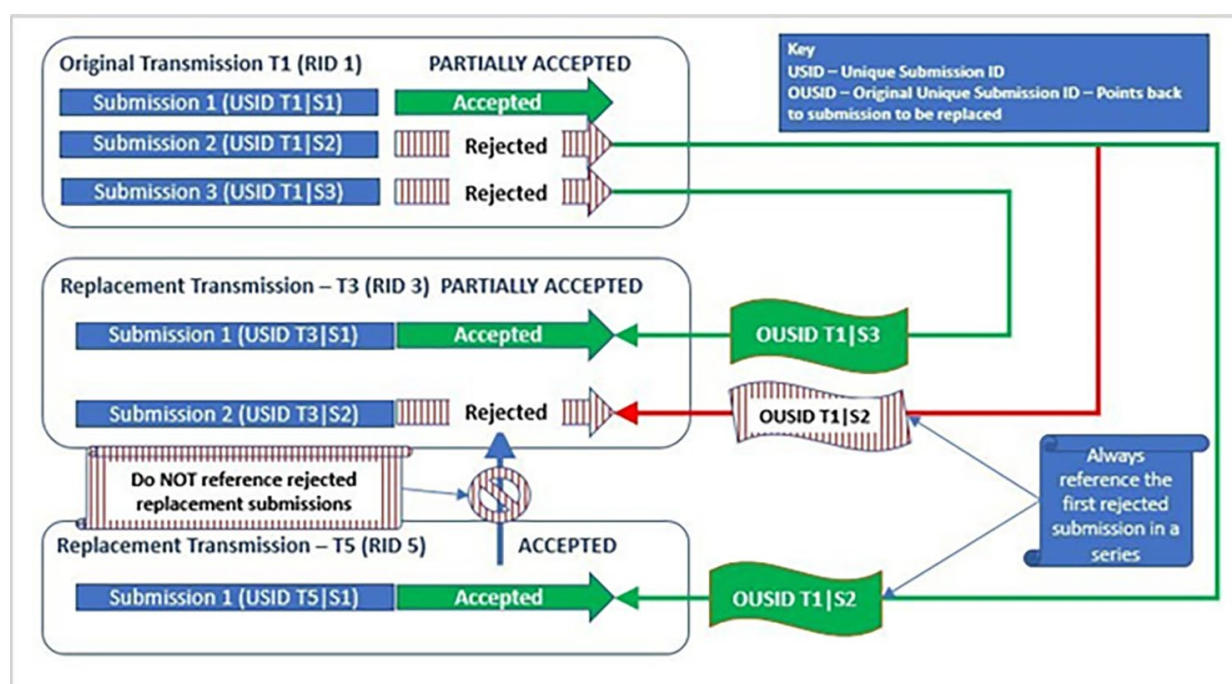 Original Transmission T1 (RID 1) PARTIALLY ACCEPTED
Submission 1 (USID T1|S1) Accepted
Submission 2 (USID T1|S2) Rejected
Submission 3 (USID T1|S3) Rejected
Key
USID – Unique Submission ID
OUSID – Original Unique Submission ID – Points back
to submission to be replaced
Replacement Transmission – T3 (RID 3) PARTIALLY ACCEPTED
Submission 1 (USID T3|S1) Accepted
OUSID T1|S3
Submission 2 (USID T3|S2) Rejected
OUSID T1|S2
Do NOT reference rejected
replacement submissions
Always
reference the
first rejected
submission in a
series
Replacement Transmission – T5 (RID 5) ACCEPTED
Submission 1 (USID T5|S1) Accepted
OUSID T1|S2